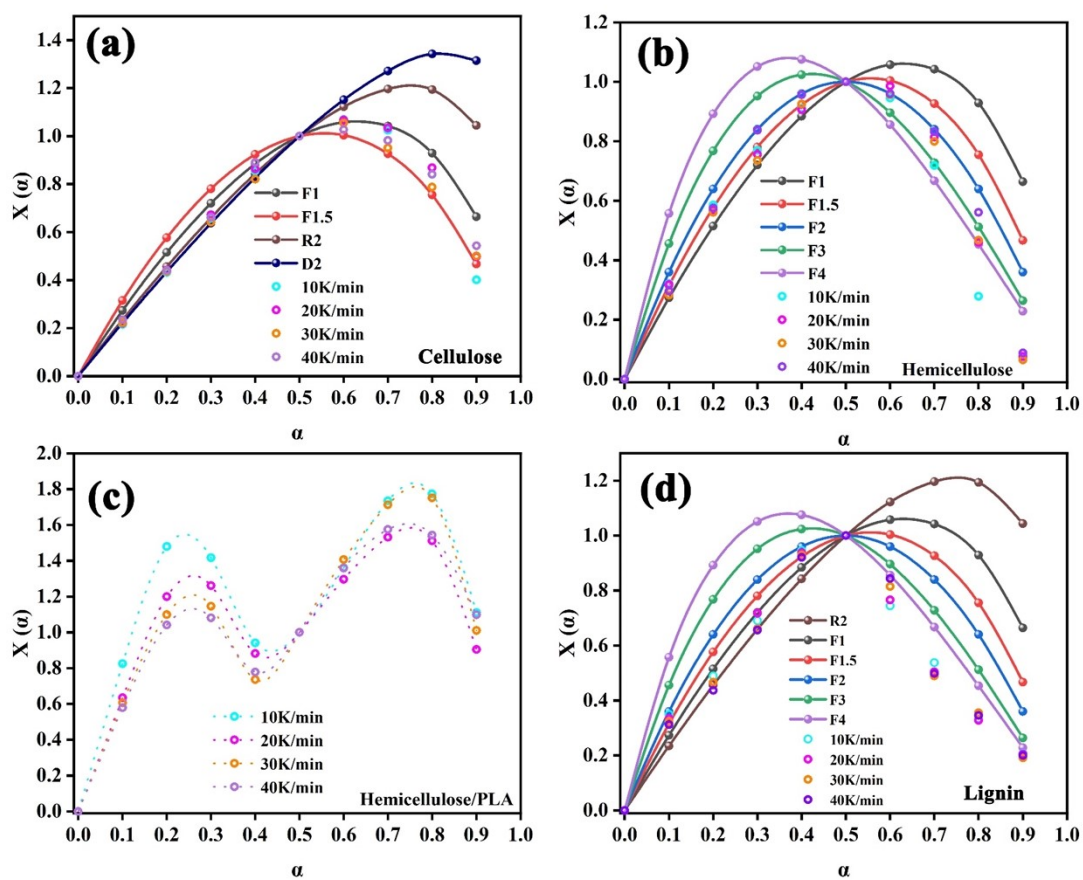 (a)
X (α)
1.4
1.2
1.0
0.8
0.6
0.4
0.2
0.0
F1
F1.5
R2
D2
10K/min
20K/min
30K/min
40K/min
Cellulose
0.0 0.1 0.2 0.3 0.4 0.5 0.6 0.7 0.8 0.9 1.0
α
(b)
X (α)
1.2
1.0
0.8
0.6
0.4
0.2
0.0
F1
F1.5
F2
F3
F4
10K/min
20K/min
30K/min
40K/min
Hemicellulose
0.0 0.1 0.2 0.3 0.4 0.5 0.6 0.7 0.8 0.9 1.0
α
(c)
X (α)
2.0
1.8
1.6
1.4
1.2
1.0
0.8
0.6
0.4
0.2
0.0
10K/min
20K/min
30K/min
40K/min
Hemicellulose/PLA
0.0 0.1 0.2 0.3 0.4 0.5 0.6 0.7 0.8 0.9 1.0
α
(d)
X (α)
1.2
1.0
0.8
0.6
0.4
0.2
0.0
R2
F1
F1.5
F2
F3
F4
10K/min
20K/min
30K/min
40K/min
Lignin
0.0 0.1 0.2 0.3 0.4 0.5 0.6 0.7 0.8 0.9 1.0
α